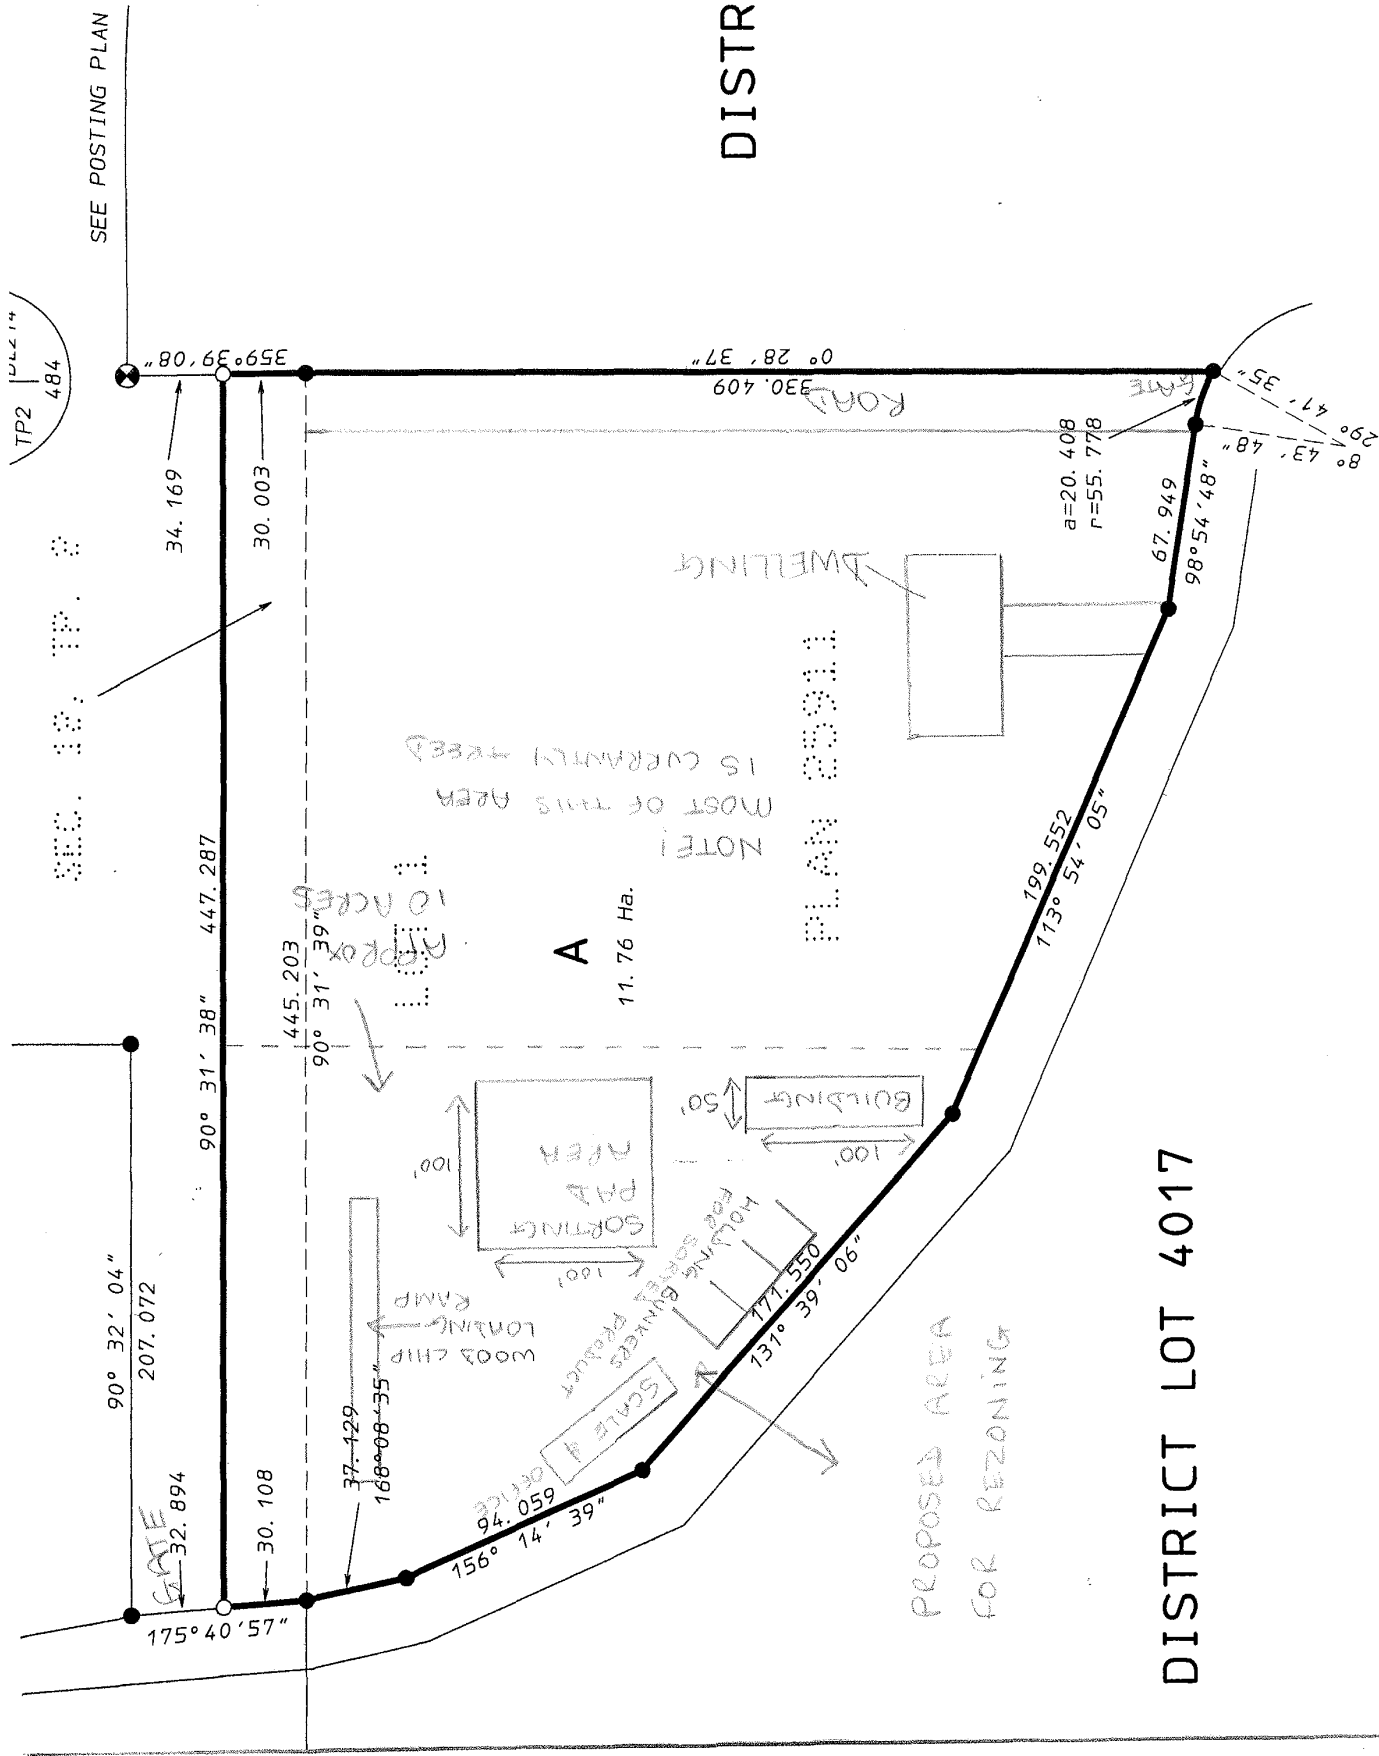 SEE POSTING PLAN
DISTR
TP2
484
SEC. 18, TP. 2
34. 169
30. 003
359° 39' 08"
0° 28' 37"
330. 409
ROAD
GATE
a=20. 408
r=55. 778
29° 41' 35"
8° 43' 48"
67. 949
98° 54' 48"
DWELLING
PLAN 25911
NOTE!
MOST OF THIS AREA
IS CURRANTLY TREED
447. 287
90° 31' 38"
445. 203
90° 31' 39"
LOT 1
APPROX
10 ACRES
A
11. 76 Ha.
199. 552
113° 54' 05"
90° 32' 04"
207. 072
GATE
32. 894
30. 108
175° 40' 57"
37. 129
168° 08' 35"
94. 059
156° 14' 39"
171. 550
131° 39' 06"
BUILDING
50'
100'
SORTING
PAD
AREA
100'
100'
WOOD CHIP
LOADING
RAMP
HOLDING BUNKERS
FOR SORTED
PRODUCT
SCALE &
OFFICE
PROPOSED AREA
FOR REZONING
DISTRICT LOT 4017